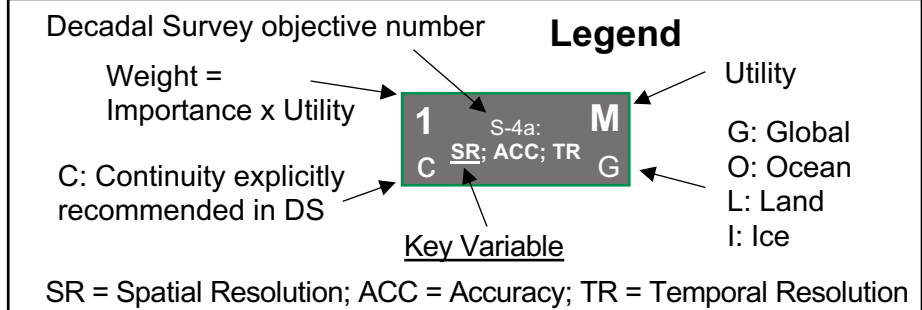 Decadal Survey objective number
Legend
Weight =
Importance x Utility
Utility
1
S-4a:
M
SR; ACC; TR
C
G
C: Continuity explicitly
recommended in DS
G: Global
O: Ocean
L: Land
I: Ice
Key Variable
SR = Spatial Resolution; ACC = Accuracy; TR = Temporal Resolution